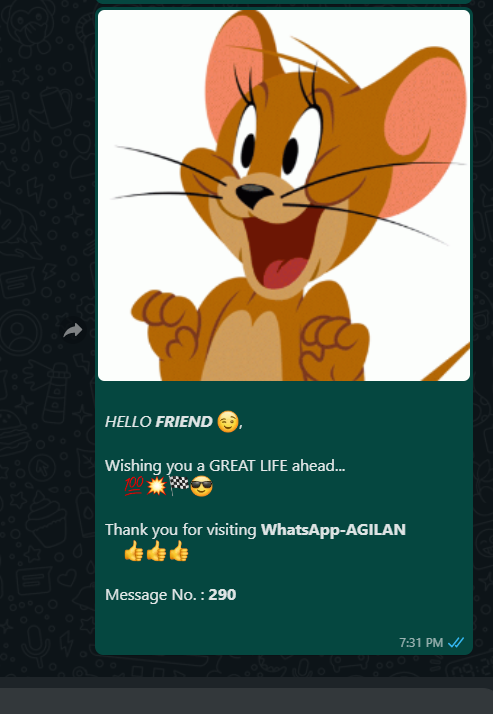 HELLO FRIEND 😉,
Wishing you a GREAT LIFE ahead...
💯💥🏁😎
Thank you for visiting WhatsApp-AGILAN
👍👍👍
Message No. : 290
7:31 PM